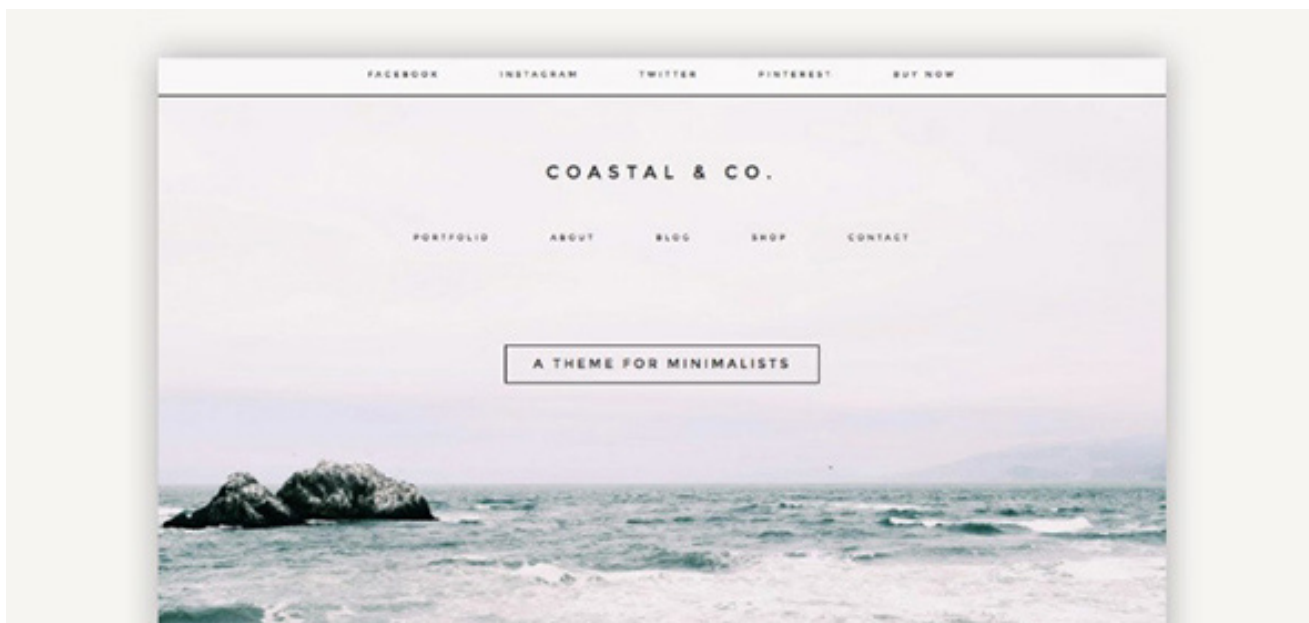 FACEBOOK INSTAGRAM TWITTER PINTEREST BUY NOW
COASTAL & CO.
PORTFOLIO ABOUT BLOG SHOP CONTACT
A THEME FOR MINIMALISTS